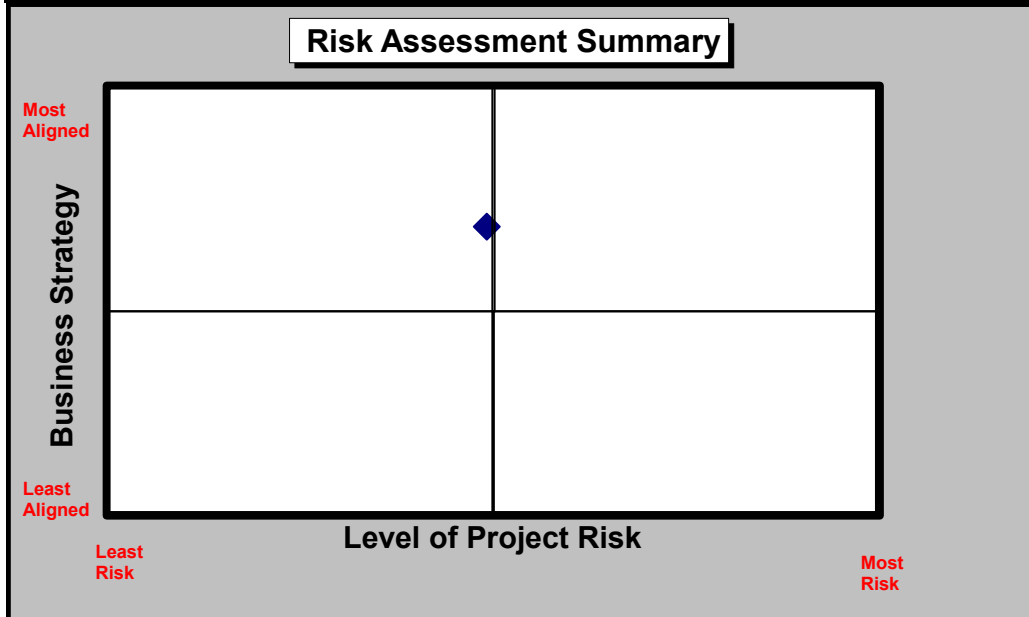 Risk Assessment Summary
Most
Aligned
Business Strategy
Least
Aligned
Level of Project Risk
Least
Risk
Most
Risk